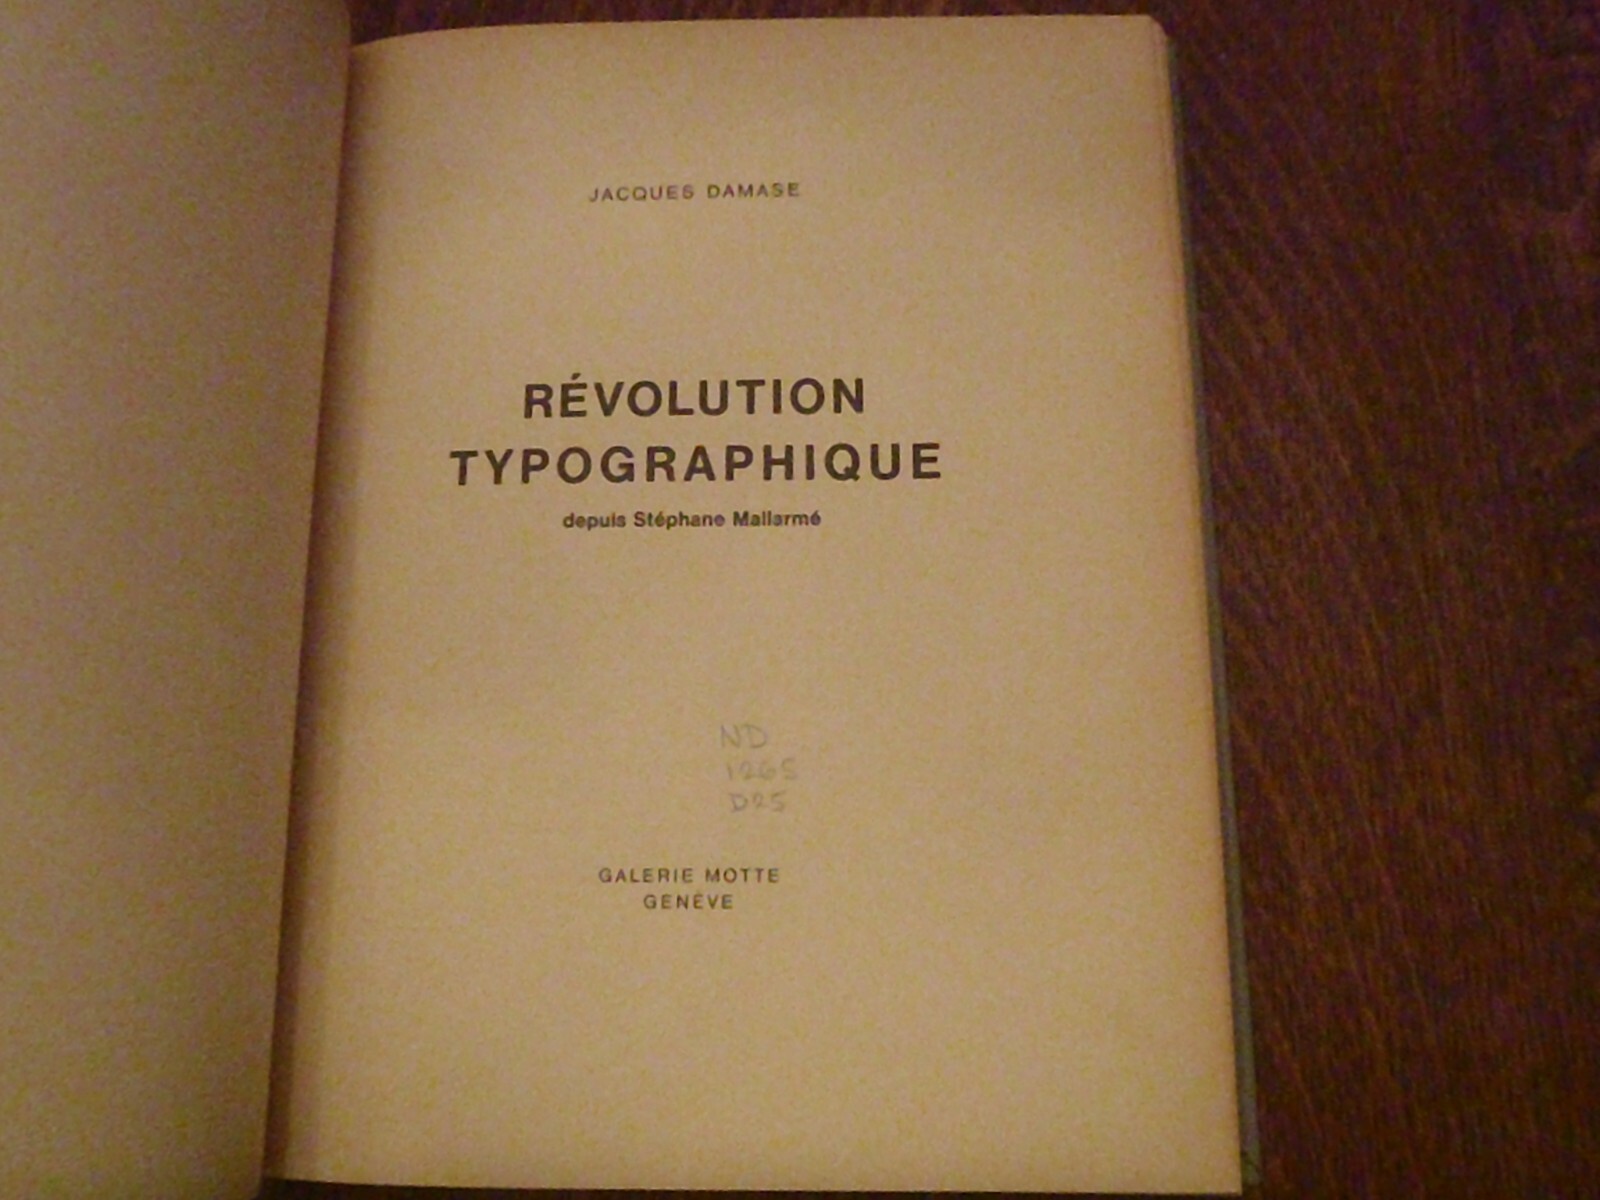 JACQUES DAMASE
RÉVOLUTION
TYPOGRAPHIQUE
depuis Stéphane Mallarmé
ND
1265
D25
GALERIE MOTTE
GENÈVE